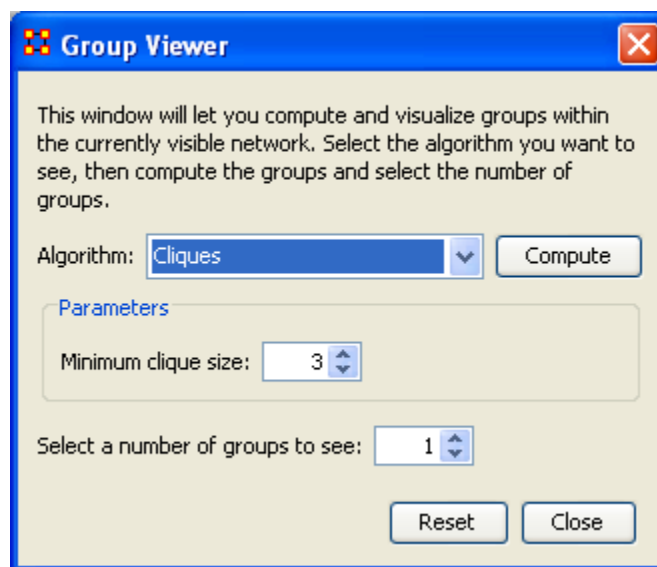 Group Viewer
This window will let you compute and visualize groups within
the currently visible network. Select the algorithm you want to
see, then compute the groups and select the number of
groups.
Algorithm: Cliques Compute
Parameters
Minimum clique size: 3
Select a number of groups to see: 1
Reset Close